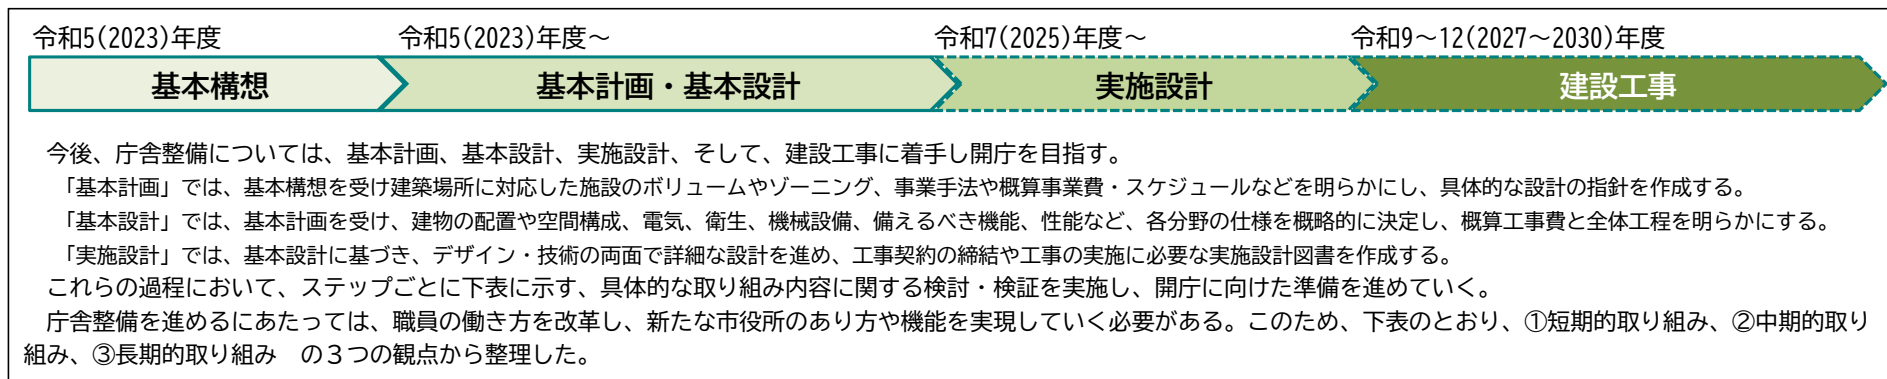 令和5(2023)年度 令和5(2023)年度～ 令和7(2025)年度～ 令和9～12(2027～2030)年度
基本構想 基本計画・基本設計 実施設計 建設工事
今後、庁舎整備については、基本計画、基本設計、実施設計、そして、建設工事に着手し開庁を目指す。
「基本計画」では、基本構想を受け建築場所に対応した施設のボリュームやゾーニング、事業手法や概算事業費・スケジュールなどを明らかにし、具体的な設計の指針を作成する。
「基本設計」では、基本計画を受け、建物の配置や空間構成、電気、衛生、機械設備、備えるべき機能、性能など、各分野の仕様を概略的に決定し、概算工事費と全体工程を明らかにする。
「実施設計」では、基本設計に基づき、デザイン・技術の両面で詳細な設計を進め、工事契約の締結や工事の実施に必要な実施設計図書を作成する。
これらの過程において、ステップごとに下表に示す、具体的な取り組み内容に関する検討・検証を実施し、開庁に向けた準備を進めていく。
庁舎整備を進めるにあたっては、職員の働き方を改革し、新たな市役所のあり方や機能を実現していく必要がある。このため、下表のとおり、①短期的取り組み、②中期的取り
組み、③長期的取り組み　の３つの観点から整理した。